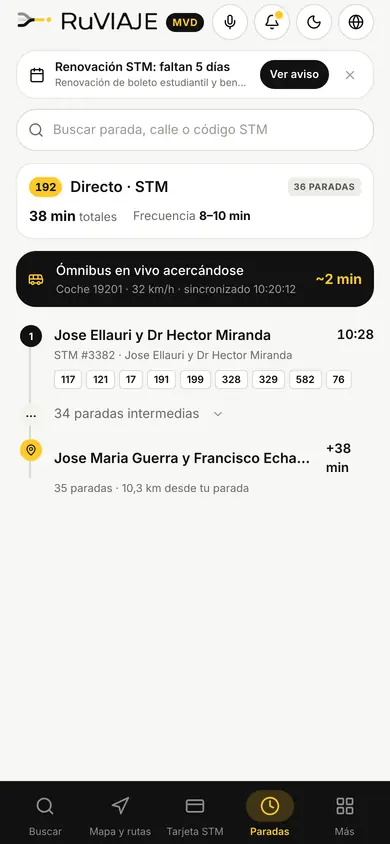 RuVIAJE MVD
Renovación STM: faltan 5 días
Renovación de boleto estudiantil y ben...
Ver aviso
Buscar parada, calle o código STM
192 Directo · STM 36 PARADAS
38 min totales Frecuencia 8–10 min
Ómnibus en vivo acercándose
Coche 19201 · 32 km/h · sincronizado 10:20:12
~2 min
1 Jose Ellauri y Dr Hector Miranda 10:28
STM #3382 · Jose Ellauri y Dr Hector Miranda
117 121 17 191 199 328 329 582 76
... 34 paradas intermedias
Jose Maria Guerra y Francisco Echa... +38 min
35 paradas · 10,3 km desde tu parada
Buscar Mapa y rutas Tarjeta STM Paradas Más